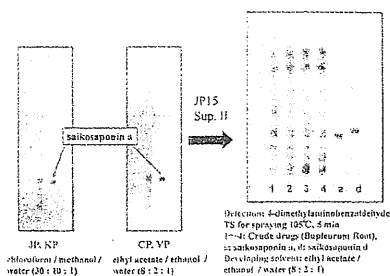 saikosaponin a
JP15
Sup. II
JP, KP
CP, VP
chloroform / methanol /
water (30 : 10 : 1)
ethyl acetate / ethanol /
water (8 : 2 : 1)
1 2 3 4 a d
Detection: 4-dimethylaminobenzaldehyde
TS for spraying 105°C, 5 min
1~4: Crude drugs (Bupleurum Root),
a: saikosaponin a, d: saikosaponin d
Developing solvent: ethyl acetate /
ethanol / water (8 : 2 : 1)